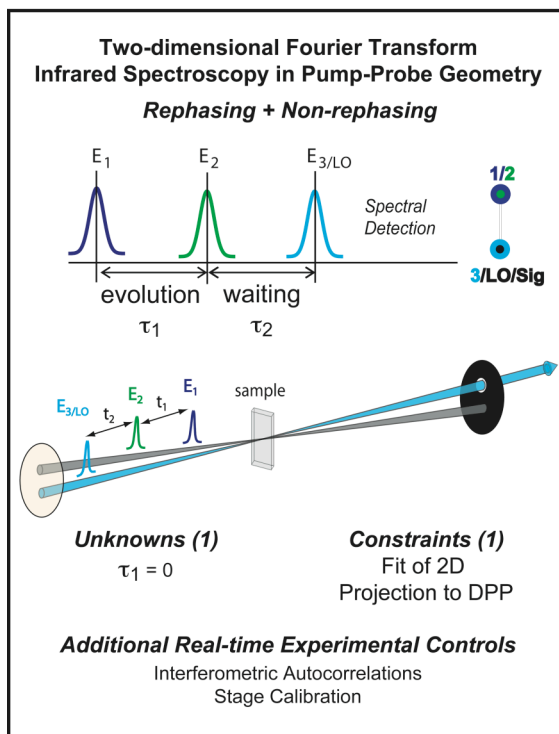 Two-dimensional Fourier Transform
Infrared Spectroscopy in Pump-Probe Geometry
Rephasing + Non-rephasing
E1 E2 E3/LO
1/2
Spectral
Detection
3/LO/Sig
evolution waiting
τ1 τ2
sample
E3/LO t2 E2 t1 E1
Unknowns (1)
τ1 = 0
Constraints (1)
Fit of 2D
Projection to DPP
Additional Real-time Experimental Controls
Interferometric Autocorrelations
Stage Calibration